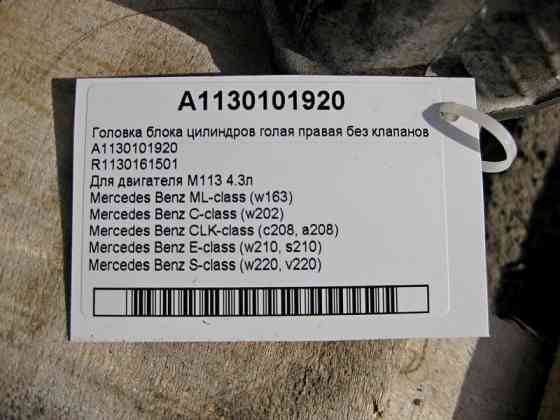 A1130101920
Головка блока цилиндров голая правая без клапанов
A1130101920
R1130161501
Для двигателя М113 4.3л
Mercedes Benz ML-class (w163)
Mercedes Benz C-class (w202)
Mercedes Benz CLK-class (c208, a208)
Mercedes Benz E-class (w210, s210)
Mercedes Benz S-class (w220, v220)